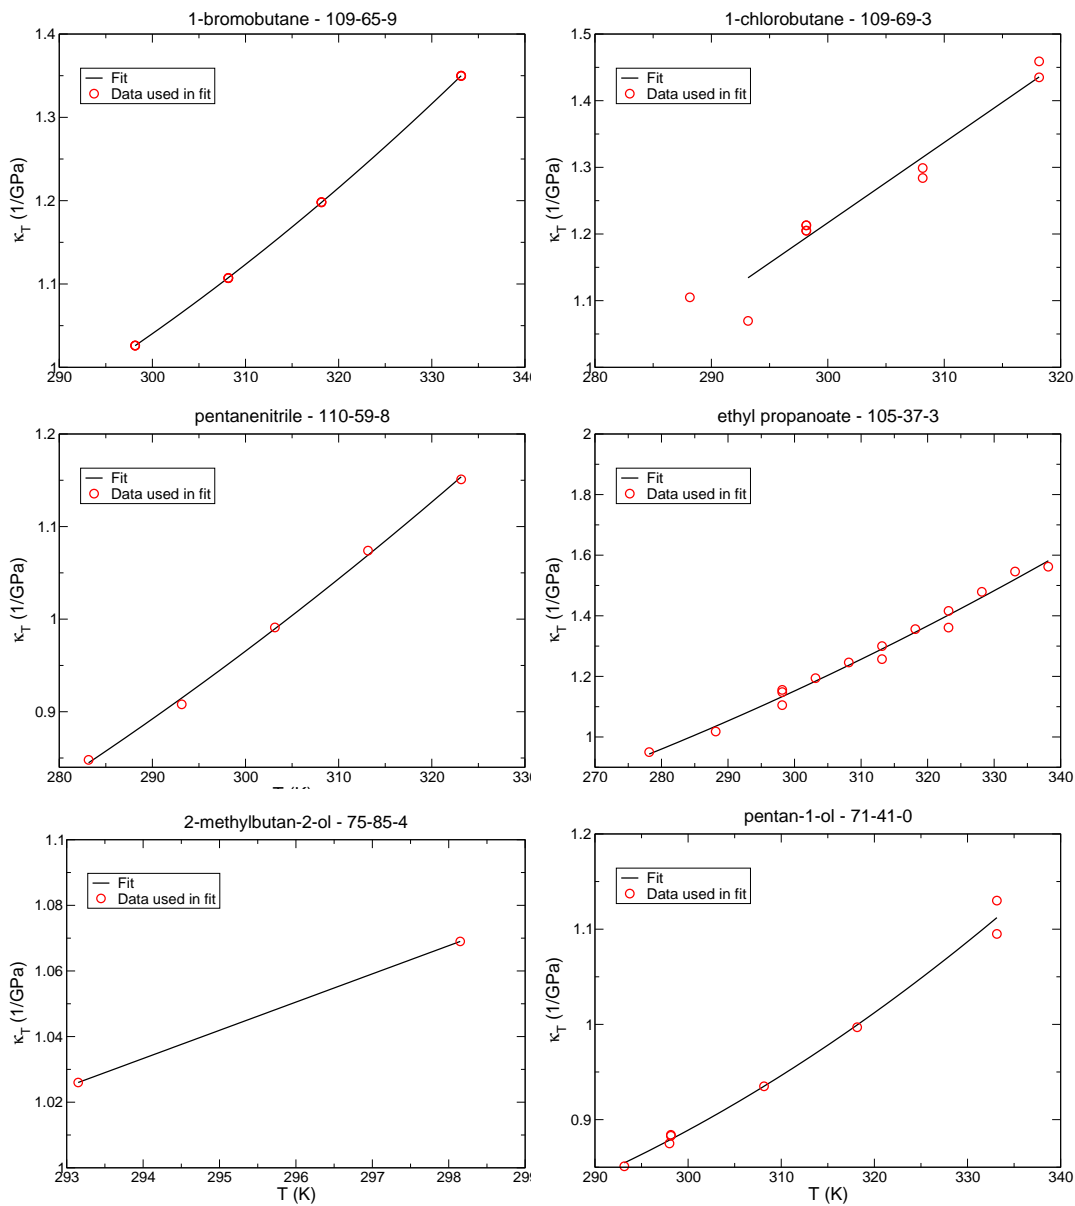 1-bromobutane - 109-65-9
1.4
1.3
1.2
1.1
1
κT (1/GPa)
Fit
Data used in fit
290 300 310 320 330 340
1-chlorobutane - 109-69-3
1.5
1.4
1.3
1.2
1.1
1
κT (1/GPa)
Fit
Data used in fit
280 290 300 310 320
pentanenitrile - 110-59-8
1.2
1.1
1
0.9
κT (1/GPa)
Fit
Data used in fit
280 290 300 310 320 330
T (K)
ethyl propanoate - 105-37-3
2
1.8
1.6
1.4
1.2
1
κT (1/GPa)
Fit
Data used in fit
270 280 290 300 310 320 330 340
2-methylbutan-2-ol - 75-85-4
1.1
1.08
1.06
1.04
1.02
1
κT (1/GPa)
Fit
Data used in fit
293 294 295 296 297 298 299
T (K)
pentan-1-ol - 71-41-0
1.2
1.1
1
0.9
κT (1/GPa)
Fit
Data used in fit
290 300 310 320 330 340
T (K)